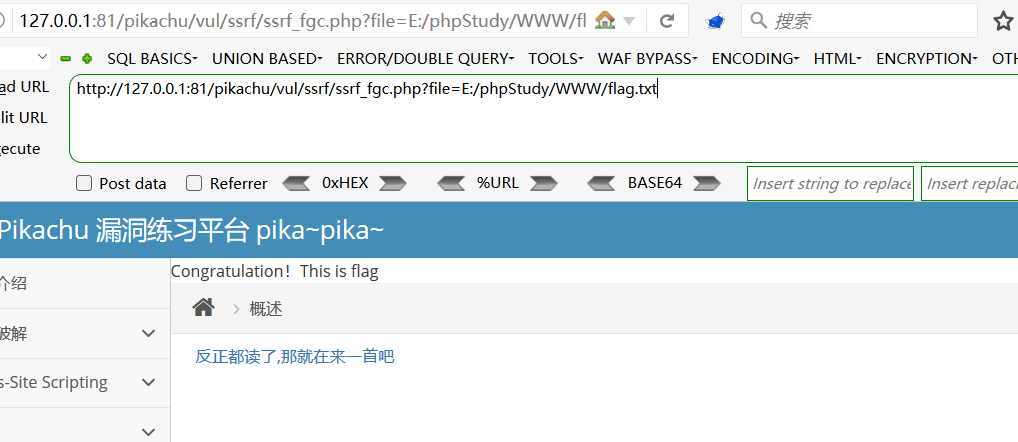 127.0.0.1:81/pikachu/vul/ssrf/ssrf_fgc.php?file=E:/phpStudy/WWW/fl
搜索
SQL BASICS UNION BASED ERROR/DOUBLE QUERY TOOLS WAF BYPASS ENCODING HTML ENCRYPTION OTH
ad URL
http://127.0.0.1:81/pikachu/vul/ssrf/ssrf_fgc.php?file=E:/phpStudy/WWW/flag.txt
lit URL
ecute
Post data Referrer 0xHEX %URL BASE64 Insert string to replace Insert replac
Pikachu 漏洞练习平台 pika~pika~
Congratulation！This is flag
介绍
概述
破解
反正都读了,那就在来一首吧
s-Site Scripting